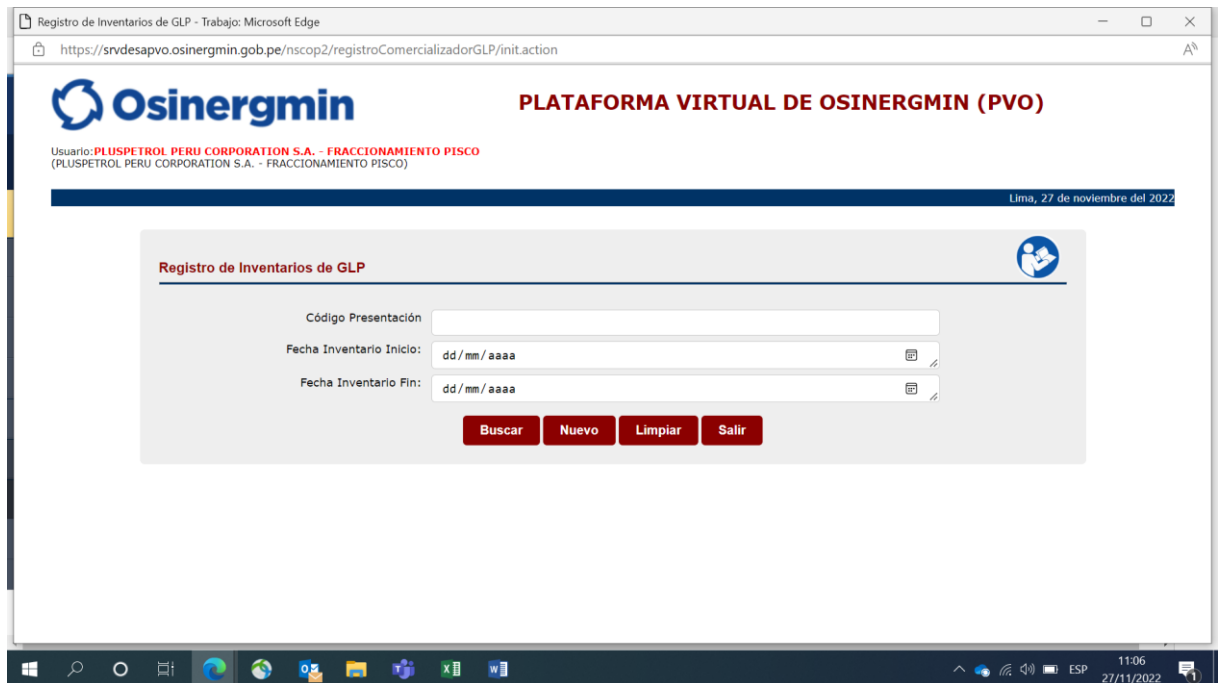 Registro de Inventarios de GLP - Trabajo: Microsoft Edge
https://srvdesapvo.osinergmin.gob.pe/nscop2/registroComercializadorGLP/init.action
Osinergmin
PLATAFORMA VIRTUAL DE OSINERGMIN (PVO)
Usuario:PLUSPETROL PERU CORPORATION S.A. - FRACCIONAMIENTO PISCO
(PLUSPETROL PERU CORPORATION S.A. - FRACCIONAMIENTO PISCO)
Lima, 27 de noviembre del 2022
Registro de Inventarios de GLP
Código Presentación
Fecha Inventario Inicio: dd/mm/aaaa
Fecha Inventario Fin: dd/mm/aaaa
Buscar Nuevo Limpiar Salir
ESP 11:06
27/11/2022